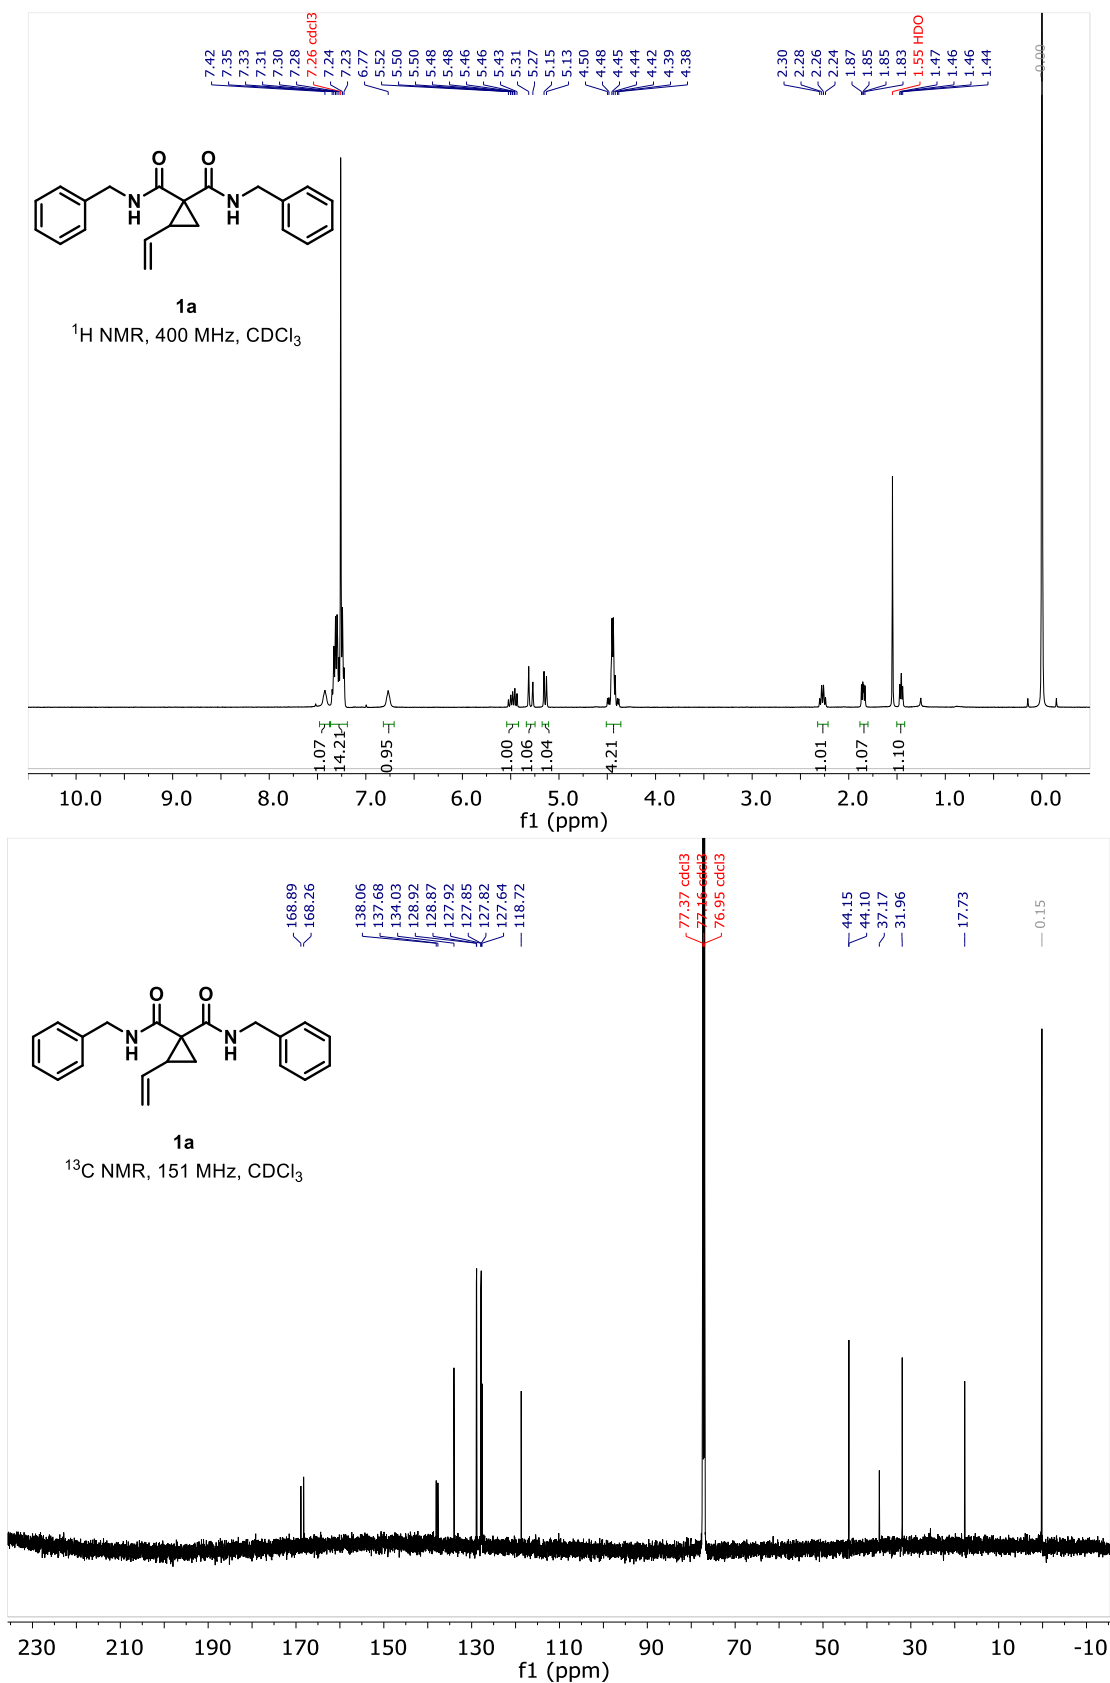 7.42 7.35 7.33 7.31 7.30 7.28 7.26 cdcl3 7.24 7.23 6.77 5.52 5.50 5.50 5.48 5.48 5.46 5.46 5.43 5.31 5.27 5.15 5.13 4.50 4.48 4.45 4.44 4.42 4.39 4.38 2.30 2.28 2.26 2.24 1.87 1.85 1.85 1.83 1.55 HDO 1.47 1.46 1.46 1.44 0.00
O O
N H N H
1a
¹H NMR, 400 MHz, CDCl₃
1.07 14.21 0.95 1.00 1.06 1.04 4.21 1.01 1.07 1.10
10.0 9.0 8.0 7.0 6.0 5.0 4.0 3.0 2.0 1.0 0.0
f1 (ppm)
168.89 168.26 138.06 137.68 134.03 128.92 128.87 127.92 127.85 127.82 127.64 118.72 77.37 cdcl3 77.16 cdcl3 76.95 cdcl3 44.15 44.10 37.17 31.96 17.73 0.15
O O
N H N H
1a
¹³C NMR, 151 MHz, CDCl₃
230 210 190 170 150 130 110 90 70 50 30 10 -10
f1 (ppm)